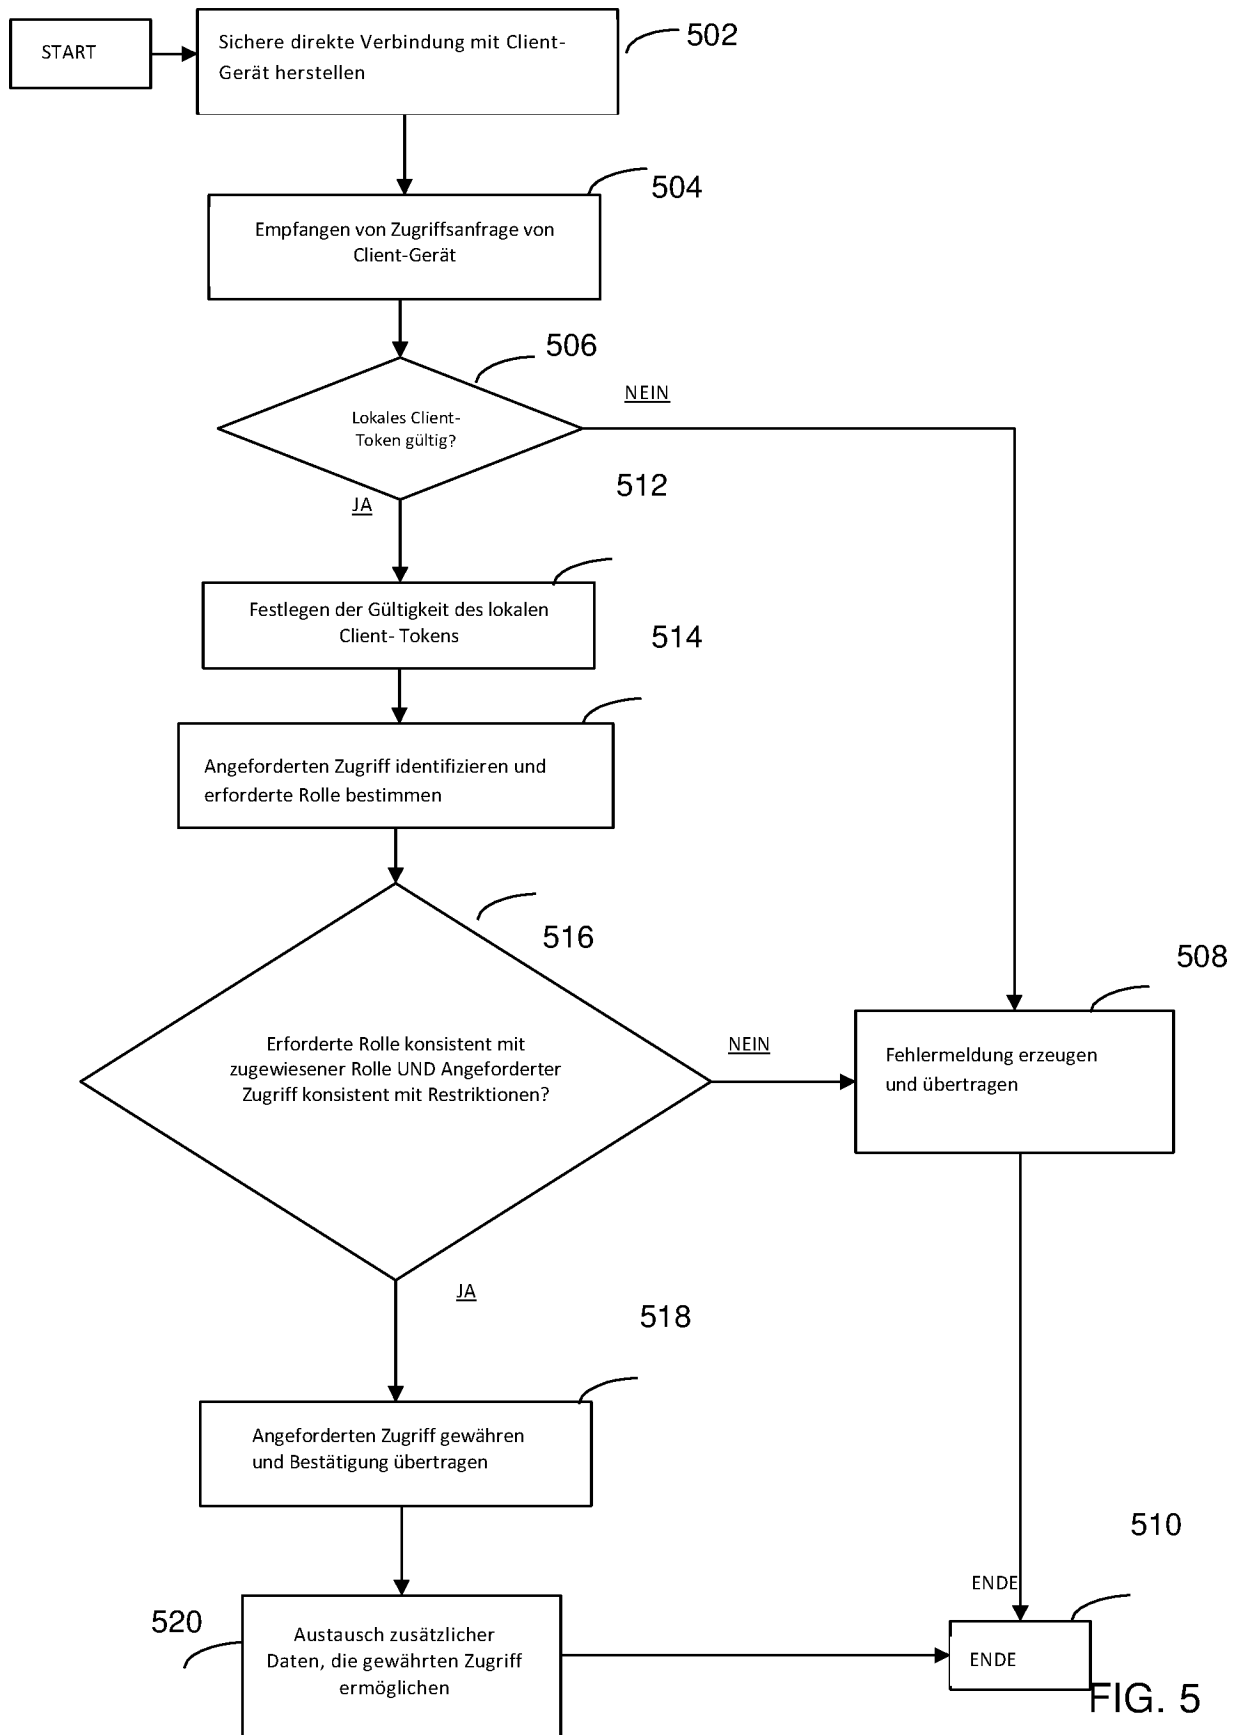 START
Sichere direkte Verbindung mit Client-
Gerät herstellen
502
504
Empfangen von Zugriffsanfrage von
Client-Gerät
506
NEIN
Lokales Client-
Token gültig?
JA
512
Festlegen der Gültigkeit des lokalen
Client- Tokens
514
Angeforderten Zugriff identifizieren und
erforderte Rolle bestimmen
516
Erforderte Rolle konsistent mit
zugewiesener Rolle UND Angeforderter
Zugriff konsistent mit Restriktionen?
NEIN
508
Fehlermeldung erzeugen
und übertragen
JA
518
Angeforderten Zugriff gewähren
und Bestätigung übertragen
510
ENDE
520
Austausch zusätzlicher
Daten, die gewährten Zugriff
ermöglichen
ENDE
FIG. 5